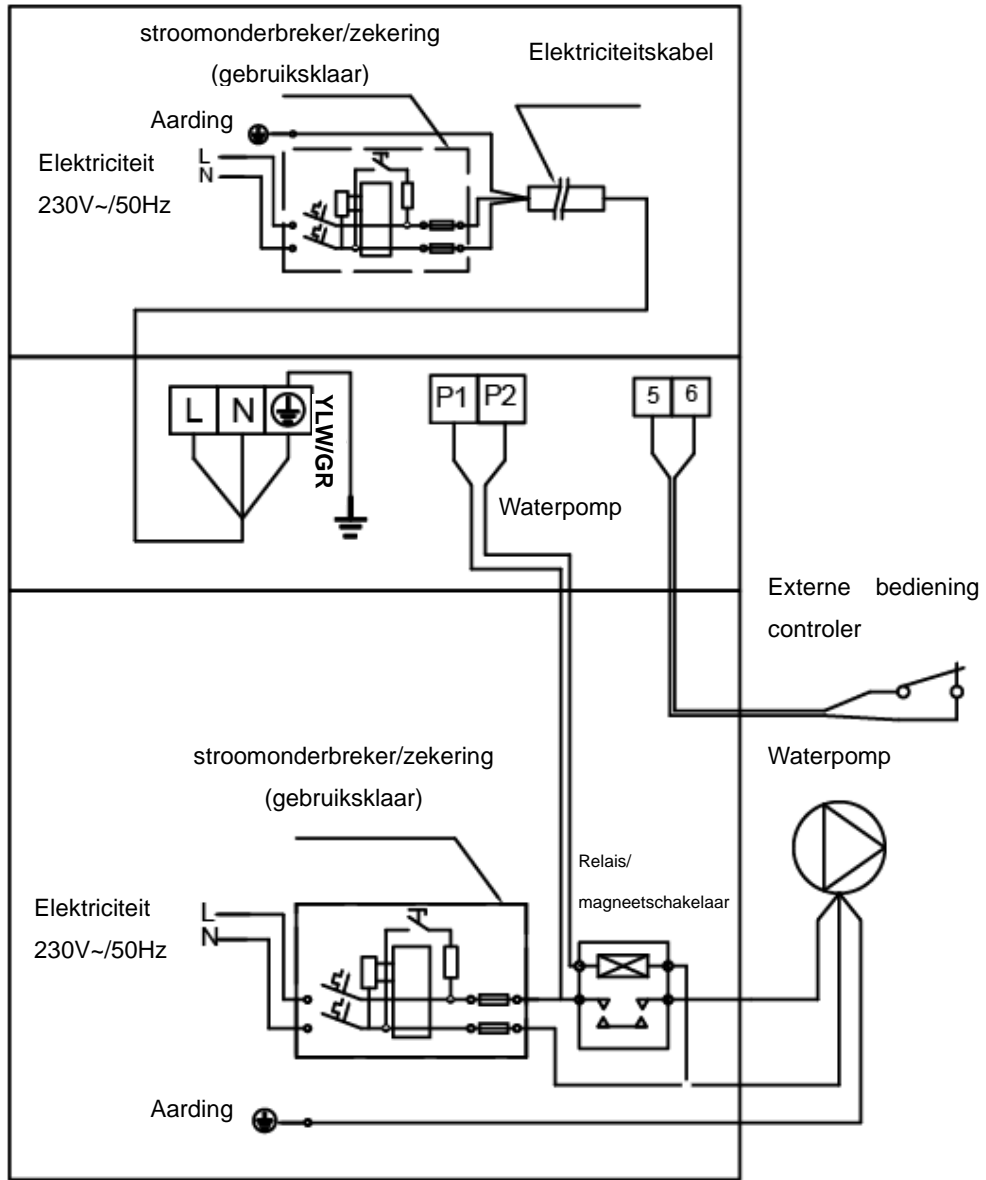 stroomonderbreker/zekering
(gebruiksklaar)
Elektriciteitskabel
Aarding
Elektriciteit
230V~/50Hz
L
N
L N
YLW/GR
P1 P2
5 6
Waterpomp
Externe bediening
controler
stroomonderbreker/zekering
(gebruiksklaar)
Waterpomp
Relais/
magneetschakelaar
Elektriciteit
230V~/50Hz
L
N
Aarding